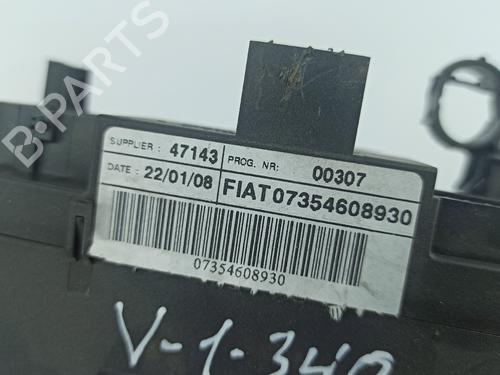 B-PARTS
SUPPLIER : 47143 PROG. NR: 00307
DATE : 22/01/08 FIAT07354608930
07354608930
V-1-340